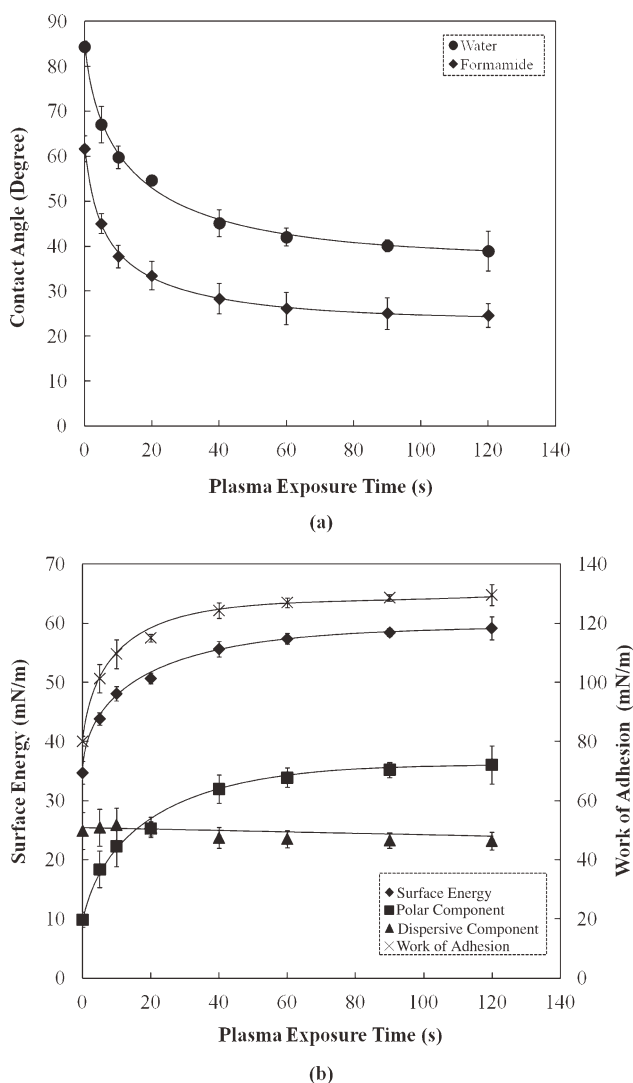 90
80
70
60
50
40
30
20
10
0
Contact Angle (Degree)
Water
Formamide
0 20 40 60 80 100 120 140
Plasma Exposure Time (s)
(a)
70
60
50
40
30
20
10
0
Surface Energy (mN/m)
140
120
100
80
60
40
20
0
Work of Adhesion (mN/m)
Surface Energy
Polar Component
Dispersive Component
Work of Adhesion
0 20 40 60 80 100 120 140
Plasma Exposure Time (s)
(b)